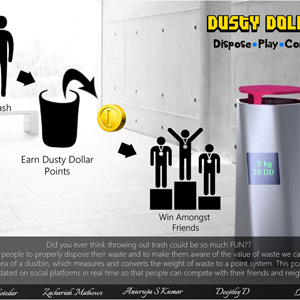 DUSTY DOLL
Dispose•Play•Co
ash
.5 kg
30 DD
Earn Dusty Dollar
Points
Win Amongst
Friends
Did you ever think throwing out trash could be so much FUN??
people to properly dispose their waste and to make them aware of the value of waste we ca
ea of a dustbin, which measures and converts the weight of waste to a point system. This po
dated on social platforms in real time so that people can compete with their friends and neig
Zachariah Mathews
Anuruja S Kumar
Deepthy D